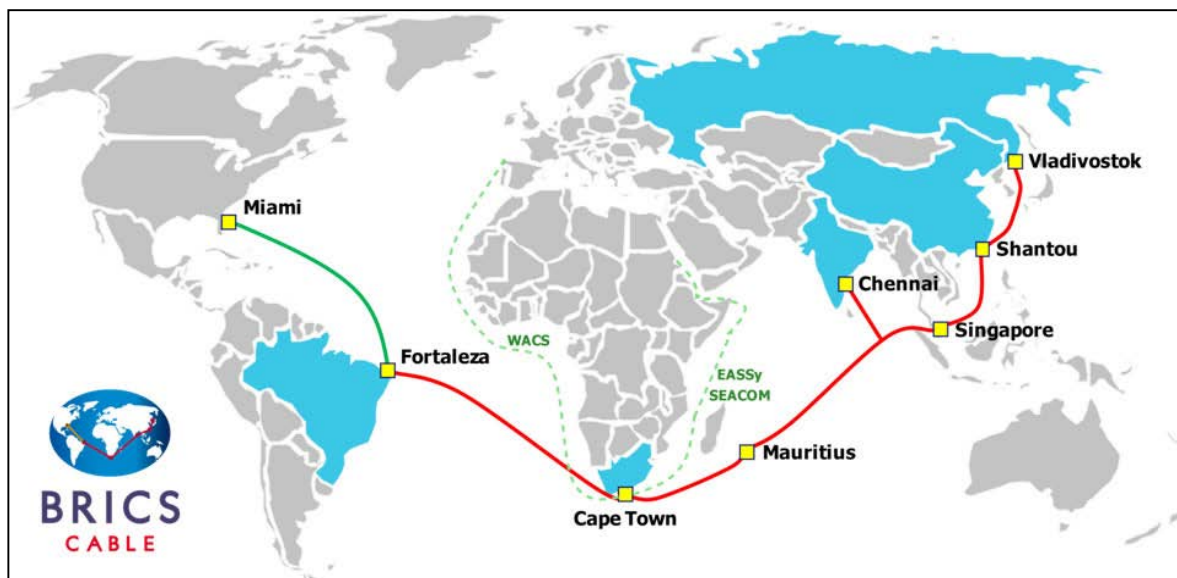 Vladivostok
Miami
Shantou
Chennai
Singapore
WACS
Fortaleza
EASSy
SEACOM
Mauritius
Cape Town
BRICS
CABLE